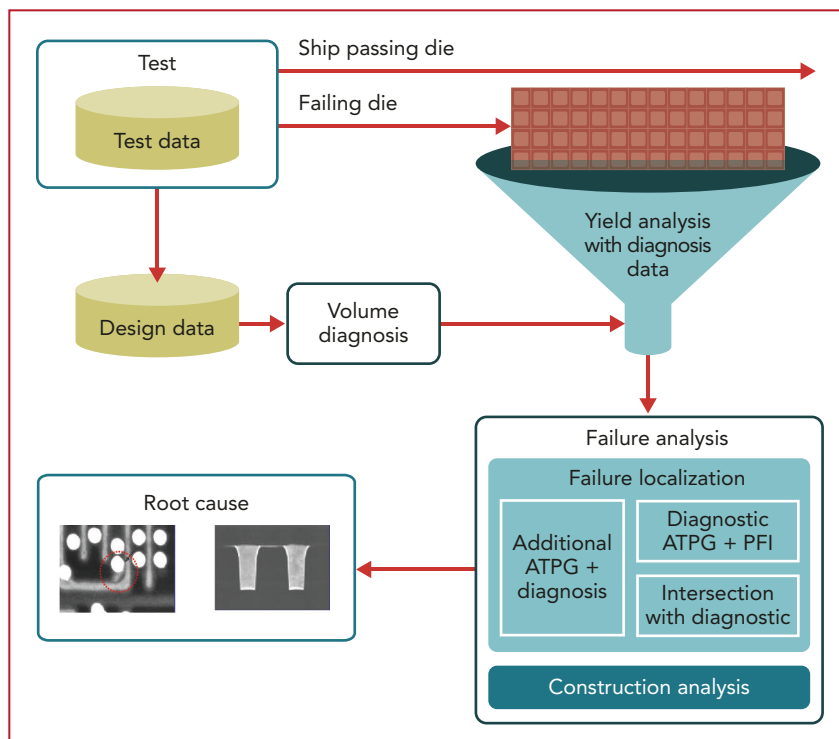 Test
Test data
Ship passing die
Failing die
Yield analysis
with diagnosis
data
Design data
Volume
diagnosis
Failure analysis
Failure localization
Additional
ATPG +
diagnosis
Diagnostic
ATPG + PFI
Intersection
with diagnostic
Construction analysis
Root cause